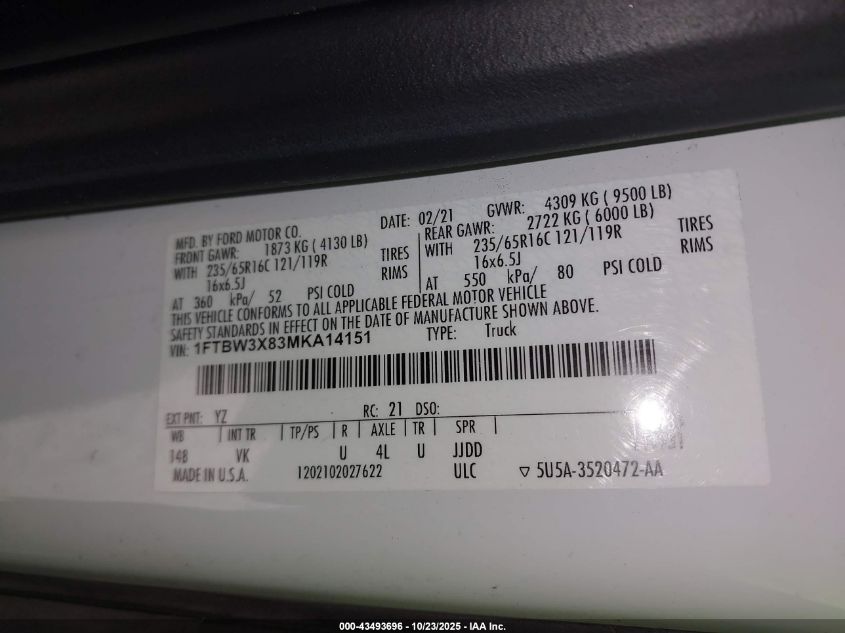 MFD. BY FORD MOTOR CO. DATE: 02/21 GVWR: 4309 KG ( 9500 LB)
FRONT GAWR: 1873 KG ( 4130 LB) REAR GAWR: 2722 KG ( 6000 LB)
WITH 235/65R16C 121/119R TIRES WITH 235/65R16C 121/119R TIRES
16x6.5J RIMS 16x6.5J RIMS
AT 360 kPa/ 52 PSI COLD AT 550 kPa/ 80 PSI COLD
THIS VEHICLE CONFORMS TO ALL APPLICABLE FEDERAL MOTOR VEHICLE
SAFETY STANDARDS IN EFFECT ON THE DATE OF MANUFACTURE SHOWN ABOVE.
VIN: 1FTBW3X83MKA14151 TYPE: Truck
EXT PNT: YZ RC: 21 DSO:
WB INT TR TP/PS R AXLE TR SPR
148 VK U 4L U JJDD
MADE IN U.S.A. 1202102027622 ULC ▽ 5U5A-3520472-AA
000-43493696 - 10/23/2025 - IAA Inc.